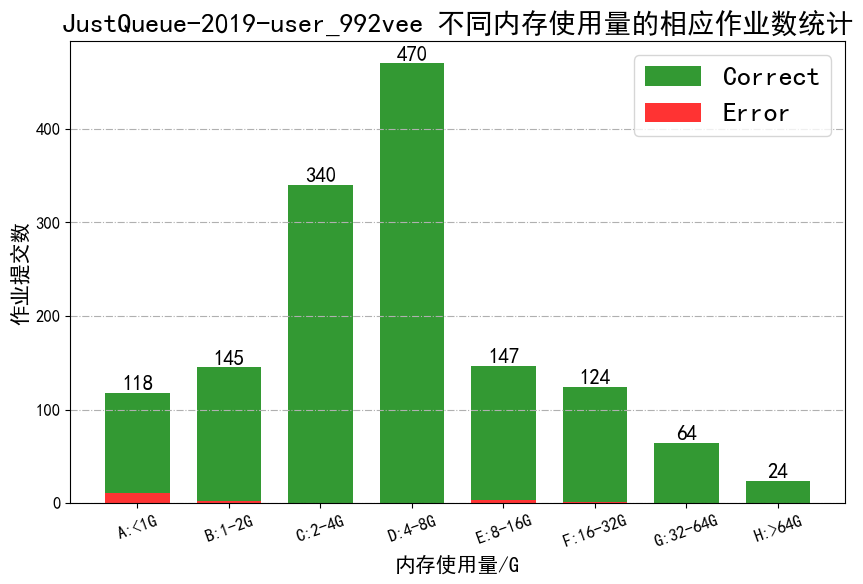 JustQueue-2019-user_992vee 不同内存使用量的相应作业数统计
Correct
Error
作业提交数
400
300
200
100
0
118
145
340
470
147
124
64
24
A:<1G
B:1-2G
C:2-4G
D:4-8G
E:8-16G
F:16-32G
G:32-64G
H:>64G
内存使用量/G